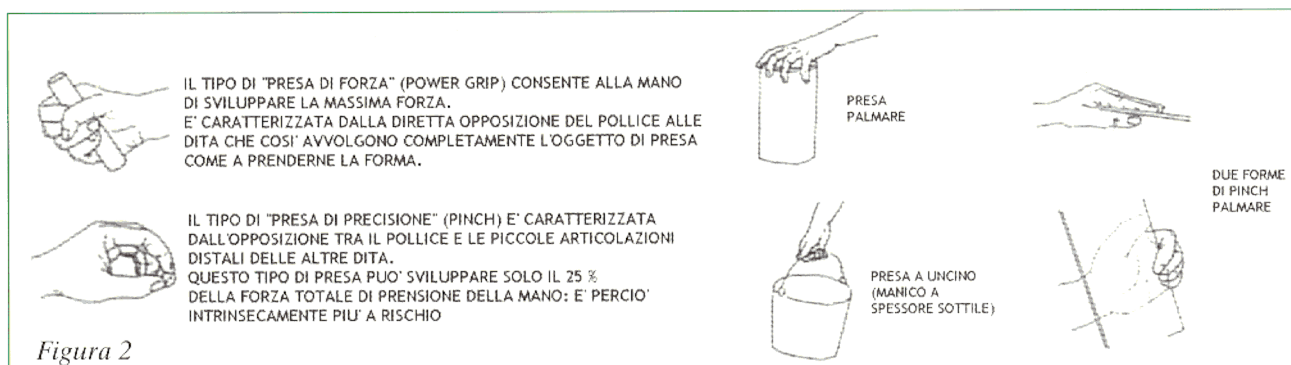 IL TIPO DI "PRESA DI FORZA" (POWER GRIP) CONSENTE ALLA MANO
DI SVILUPPARE LA MASSIMA FORZA.
E' CARATTERIZZATA DALLA DIRETTA OPPOSIZIONE DEL POLLICE ALLE
DITA CHE COSI' AVVOLGONO COMPLETAMENTE L'OGGETTO DI PRESA
COME A PRENDERNE LA FORMA.
IL TIPO DI "PRESA DI PRECISIONE" (PINCH) E' CARATTERIZZATA
DALL'OPPOSIZIONE TRA IL POLLICE E LE PICCOLE ARTICOLAZIONI
DISTALI DELLE ALTRE DITA.
QUESTO TIPO DI PRESA PUO' SVILUPPARE SOLO IL 25 %
DELLA FORZA TOTALE DI PRENSIONE DELLA MANO: E' PERCIO'
INTRINSECAMENTE PIU' A RISCHIO
Figura 2
PRESA
PALMARE
PRESA A UNCINO
(MANICO A
SPESSORE SOTTILE)
DUE FORME
DI PINCH
PALMARE